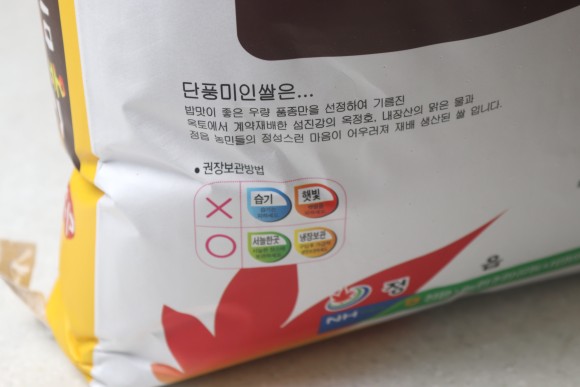 단풍미인쌀은...
밥맛이 좋은 우량 품종만을 선정하여 기름진
옥토에서 계약재배한 섬진강의 옥정호, 내장산의 맑은 물과
정읍 농민들의 정성스런 마음이 어우러져 재배 생산된 쌀 입니다.
• 권장보관방법
X 습기 햇빛
O 서늘한곳 냉장보관
정 읍